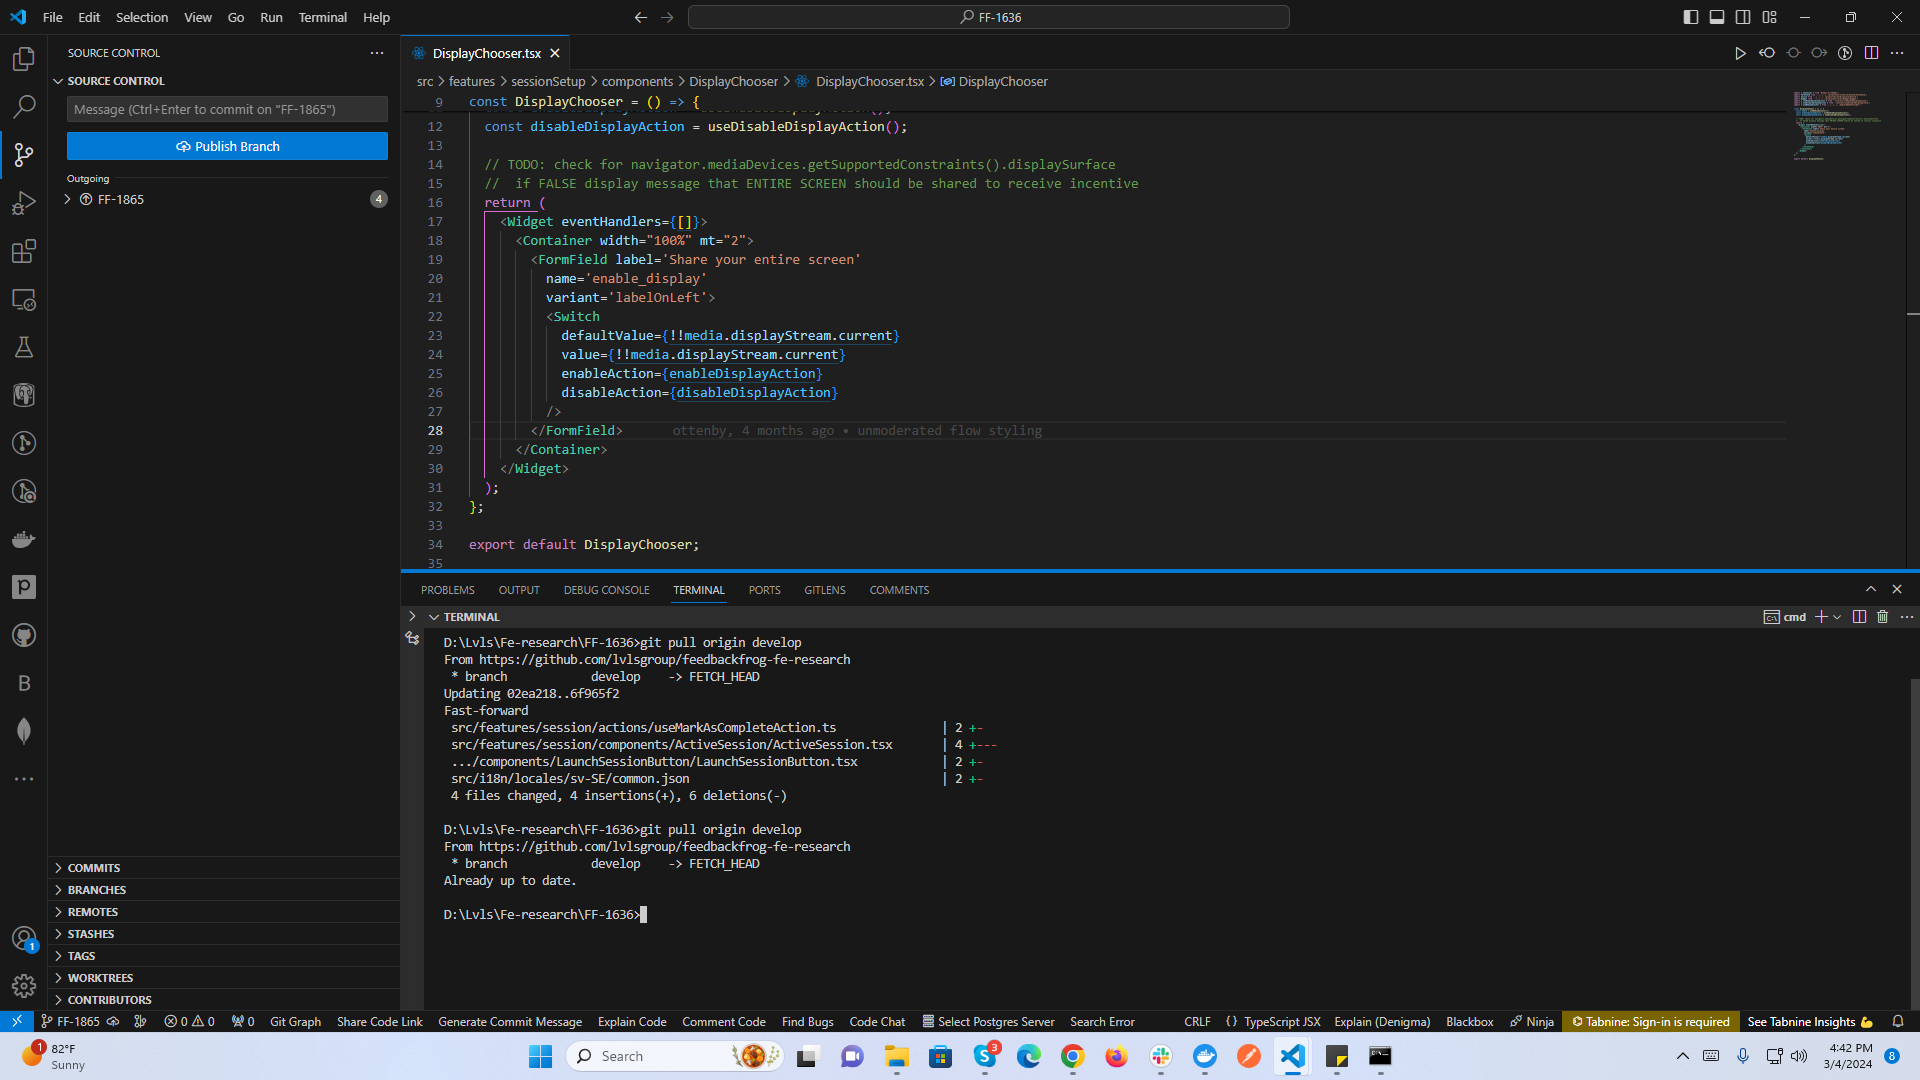 File Edit Selection View Go Run Terminal Help
FF-1636
SOURCE CONTROL
SOURCE CONTROL
Message (Ctrl+Enter to commit on "FF-1865")
Publish Branch
Outgoing
FF-1865
4
DisplayChooser.tsx
src > features > sessionSetup > components > DisplayChooser > DisplayChooser.tsx > DisplayChooser
9 const DisplayChooser = () => {
12 const disableDisplayAction = useDisableDisplayAction();
13
14 // TODO: check for navigator.mediaDevices.getSupportedConstraints().displaySurface
15 //  if FALSE display message that ENTIRE SCREEN should be shared to receive incentive
16 return (
17 <Widget eventHandlers={[]}>
18 <Container width="100%" mt="2">
19 <FormField label='Share your entire screen'
20 name='enable_display'
21 variant='labelOnLeft'>
22 <Switch
23 defaultValue={!!media.displayStream.current}
24 value={!!media.displayStream.current}
25 enableAction={enableDisplayAction}
26 disableAction={disableDisplayAction}
27 />
28 </FormField> ottenby, 4 months ago • unmoderated flow styling
29 </Container>
30 </Widget>
31 );
32 };
33
34 export default DisplayChooser;
35
PROBLEMS OUTPUT DEBUG CONSOLE TERMINAL PORTS GITLENS COMMENTS
TERMINAL
cmd
D:\Lvls\Fe-research\FF-1636>git pull origin develop
From https://github.com/lvlsgroup/feedbackfrog-fe-research
* branch develop -> FETCH_HEAD
Updating 02ea218..6f965f2
Fast-forward
src/features/session/actions/useMarkAsCompleteAction.ts | 2 +-
src/features/session/components/ActiveSession/ActiveSession.tsx | 4 +---
.../components/LaunchSessionButton/LaunchSessionButton.tsx | 2 +-
src/i18n/locales/sv-SE/common.json | 2 +-
4 files changed, 4 insertions(+), 6 deletions(-)
D:\Lvls\Fe-research\FF-1636>git pull origin develop
From https://github.com/lvlsgroup/feedbackfrog-fe-research
* branch develop -> FETCH_HEAD
Already up to date.
D:\Lvls\Fe-research\FF-1636>
COMMITS
BRANCHES
REMOTES
STASHES
TAGS
WORKTREES
CONTRIBUTORS
1
FF-1865 0 0 0 Git Graph Share Code Link Generate Commit Message Explain Code Comment Code Find Bugs Code Chat Select Postgres Server Search Error CRLF {} TypeScript JSX Explain (Denigma) Blackbox Ninja Tabnine: Sign-in is required See Tabnine Insights
1
82°F
Sunny
Search
3
4:42 PM
3/4/2024
8